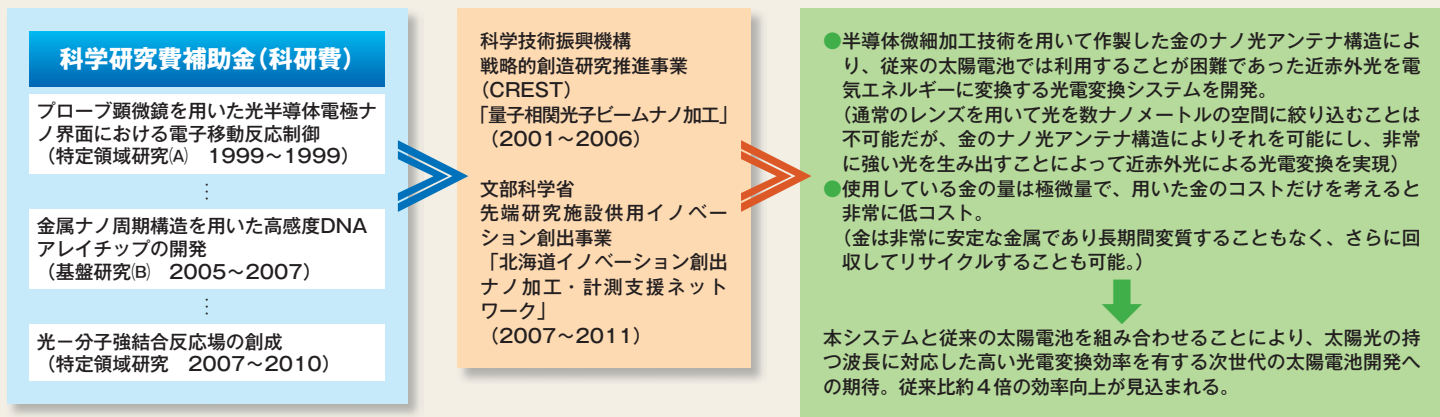 科学研究費補助金（科研費）
プローブ顕微鏡を用いた光半導体電極ナ
ノ界面における電子移動反応制御
（特定領域研究(A)　1999～1999）
⋮
金属ナノ周期構造を用いた高感度DNA
アレイチップの開発
（基盤研究(B)　2005～2007）
⋮
光－分子強結合反応場の創成
（特定領域研究　2007～2010）
科学技術振興機構
戦略的創造研究推進事業
（CREST）
「量子相関光子ビームナノ加工」
（2001～2006）
文部科学省
先端研究施設供用イノベー
ション創出事業
「北海道イノベーション創出
ナノ加工・計測支援ネット
ワーク」
（2007～2011）
●半導体微細加工技術を用いて作製した金のナノ光アンテナ構造によ
り、従来の太陽電池では利用することが困難であった近赤外光を電
気エネルギーに変換する光電変換システムを開発。
（通常のレンズを用いて光を数ナノメートルの空間に絞り込むことは
不可能だが、金のナノ光アンテナ構造によりそれを可能にし、非常
に強い光を生み出すことによって近赤外光による光電変換を実現）
●使用している金の量は極微量で、用いた金のコストだけを考えると
非常に低コスト。
（金は非常に安定な金属であり長期間変質することもなく、さらに回
収してリサイクルすることも可能。）
本システムと従来の太陽電池を組み合わせることにより、太陽光の持
つ波長に対応した高い光電変換効率を有する次世代の太陽電池開発へ
の期待。従来比約４倍の効率向上が見込まれる。